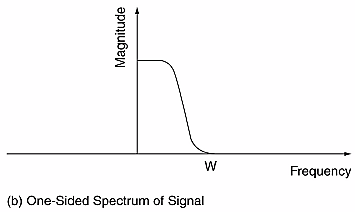 Magnitude
W
Frequency
(b) One-Sided Spectrum of Signal